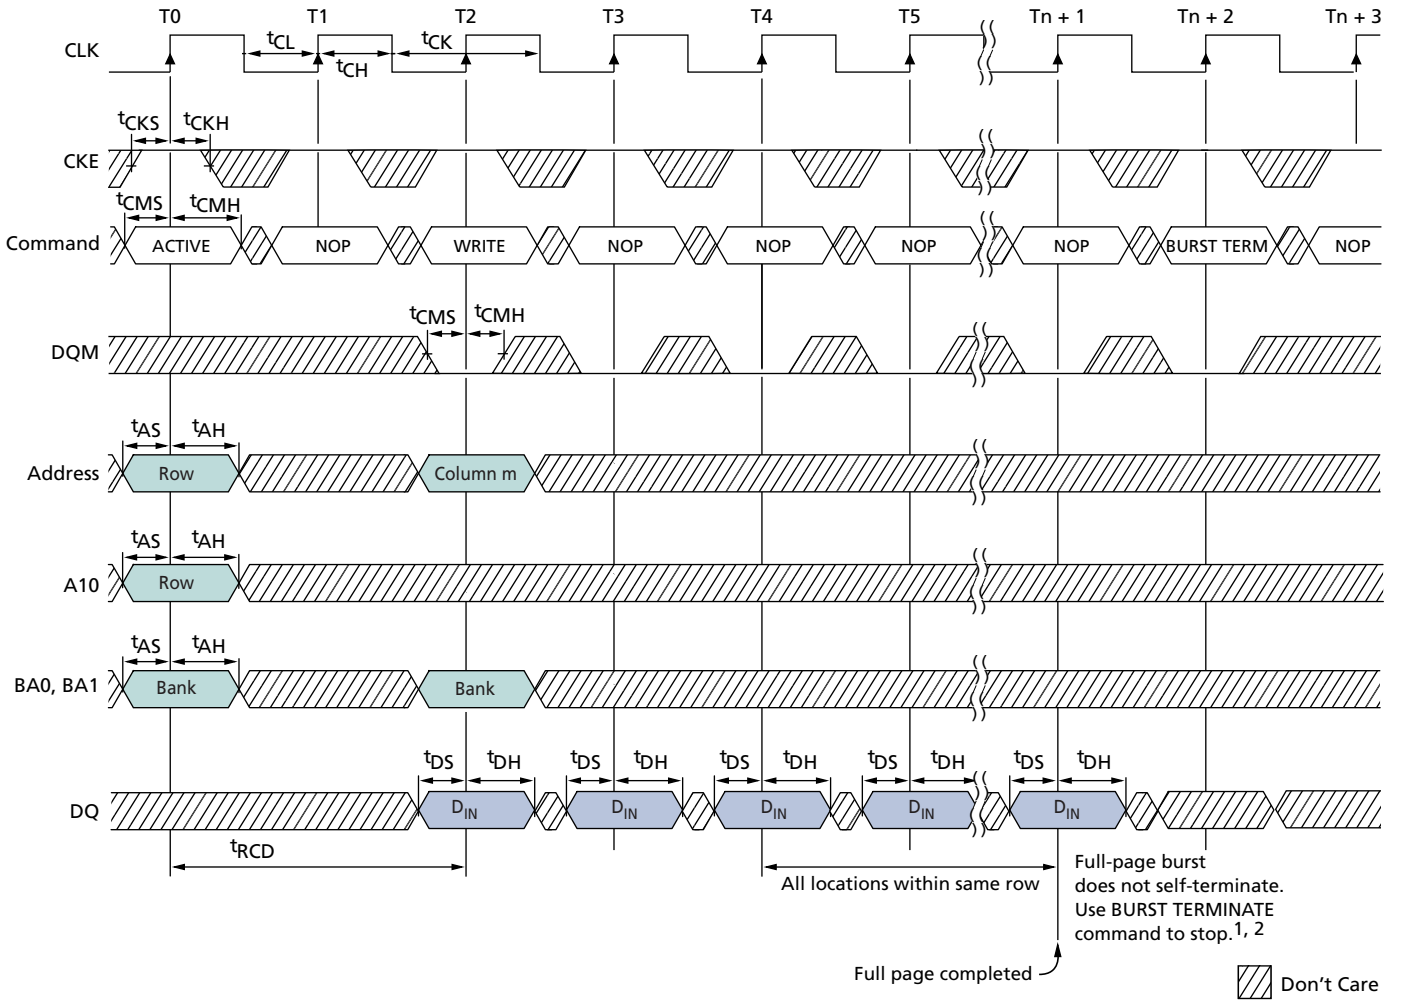 T0 T1 T2 T3 T4 T5 Tn + 1 Tn + 2 Tn + 3
CLK
tCL tCK
tCH
tCKS tCKH
CKE
tCMS tCMH
Command ACTIVE NOP WRITE NOP NOP NOP NOP BURST TERM NOP
tCMS tCMH
DQM
tAS tAH
Address Row Column m
tAS tAH
A10 Row
tAS tAH
BA0, BA1 Bank Bank
tDS tDH tDS tDH tDS tDH tDS tDH tDS tDH
DQ DIN DIN DIN DIN DIN
tRCD
All locations within same row
Full-page burst
does not self-terminate.
Use BURST TERMINATE
command to stop.1, 2
Full page completed
Don't Care